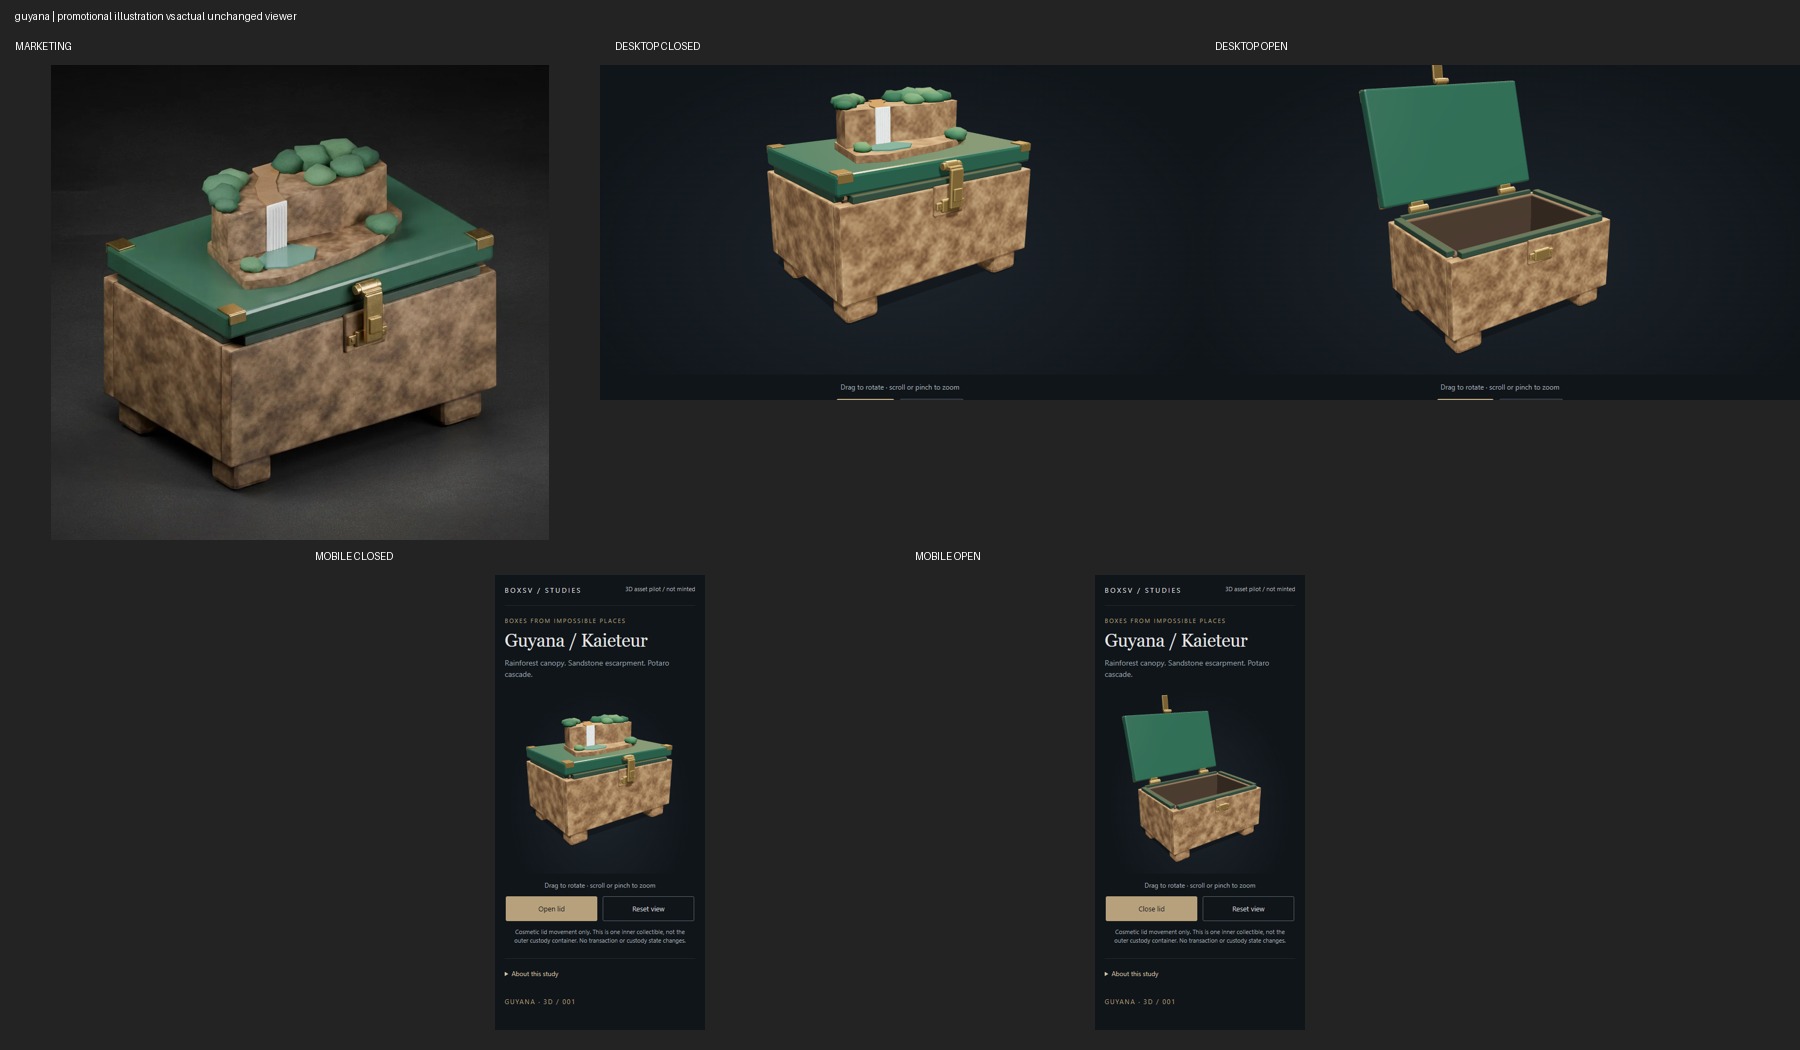 guyana | promotional illustration vs actual unchanged viewer
MARKETING
DESKTOP CLOSED
DESKTOP OPEN
Drag to rotate · scroll or pinch to zoom
Drag to rotate · scroll or pinch to zoom
MOBILE CLOSED
MOBILE OPEN
BOXSV / STUDIES
3D asset pilot / not minted
BOXES FROM IMPOSSIBLE PLACES
Guyana / Kaieteur
Rainforest canopy. Sandstone escarpment. Potaro
cascade.
Drag to rotate · scroll or pinch to zoom
Open lid
Reset view
Cosmetic lid movement only. This is one inner collectible, not the
outer custody container. No transaction or custody state changes.
▸ About this study
GUYANA · 3D / 001
BOXSV / STUDIES
3D asset pilot / not minted
BOXES FROM IMPOSSIBLE PLACES
Guyana / Kaieteur
Rainforest canopy. Sandstone escarpment. Potaro
cascade.
Drag to rotate · scroll or pinch to zoom
Close lid
Reset view
Cosmetic lid movement only. This is one inner collectible, not the
outer custody container. No transaction or custody state changes.
▸ About this study
GUYANA · 3D / 001